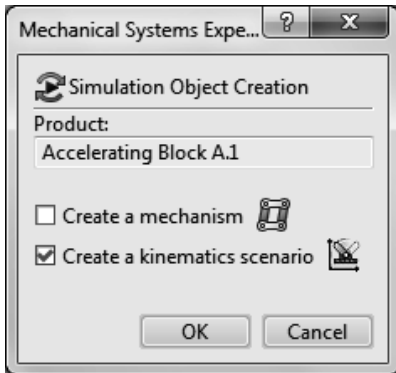 Mechanical Systems Expe...
Simulation Object Creation
Product:
Accelerating Block A.1
Create a mechanism
Create a kinematics scenario
OK Cancel